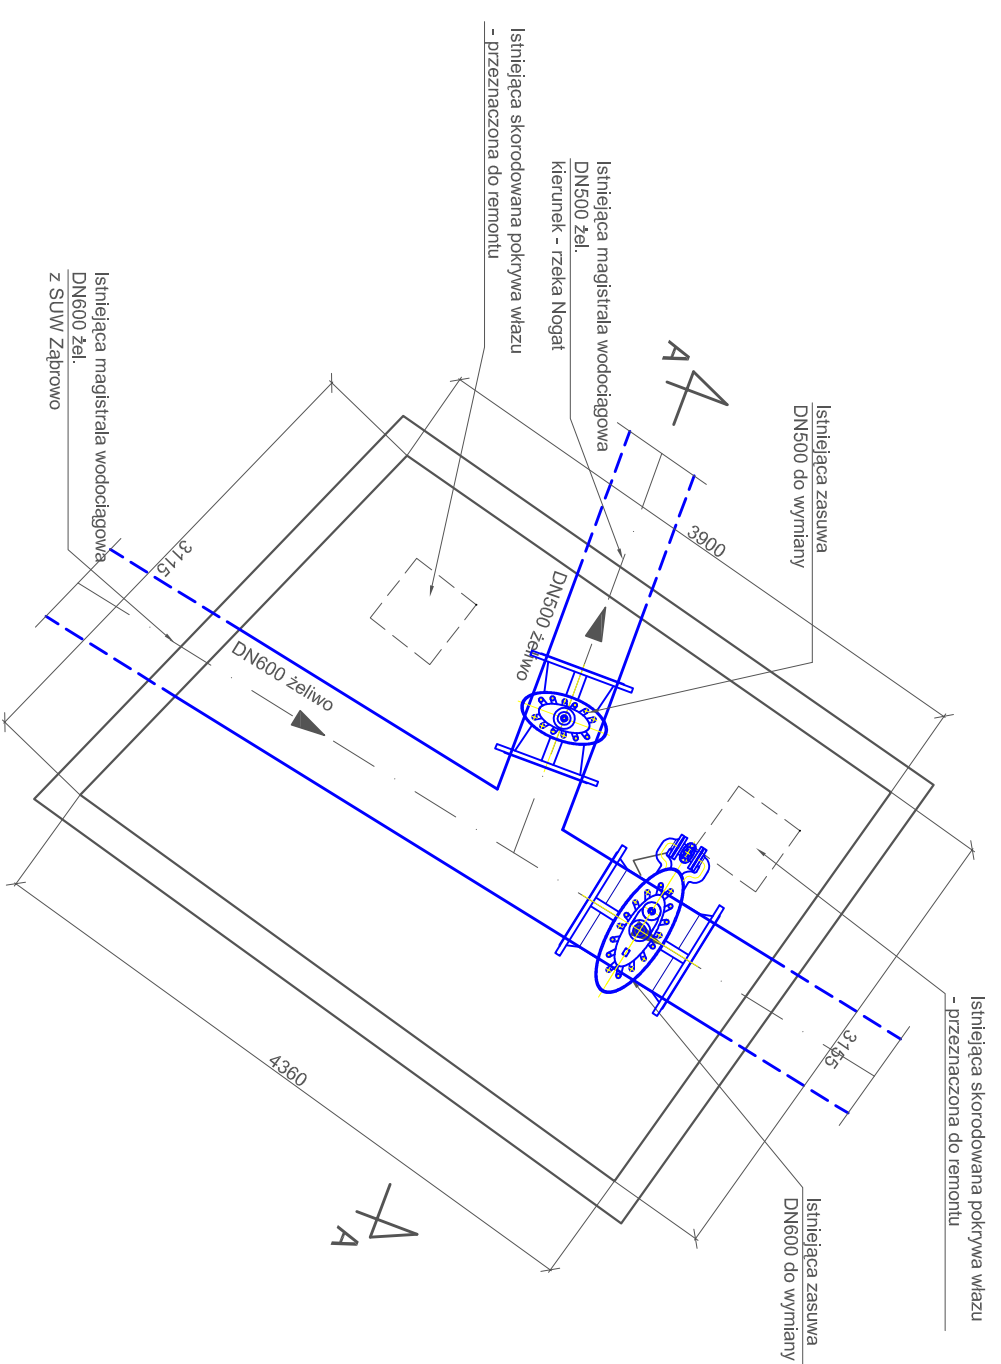 Istniejąca skorodowana pokrywa włazu
- przeznaczona do remontu
Istniejąca magistrala wodociągowa
DN500 żel.
kierunek - rzeka Nogat
Istniejąca magistrala wodociągowa
DN600 żel.
z SUW Ząbrowo
Istniejąca zasuwa
DN500 do wymiany
A
3900
3115
DN500 żeliwo
DN600 żeliwo
3155
4360
A
Istniejąca skorodowana pokrywa włazu
- przeznaczona do remontu
Istniejąca zasuwa
DN600 do wymiany